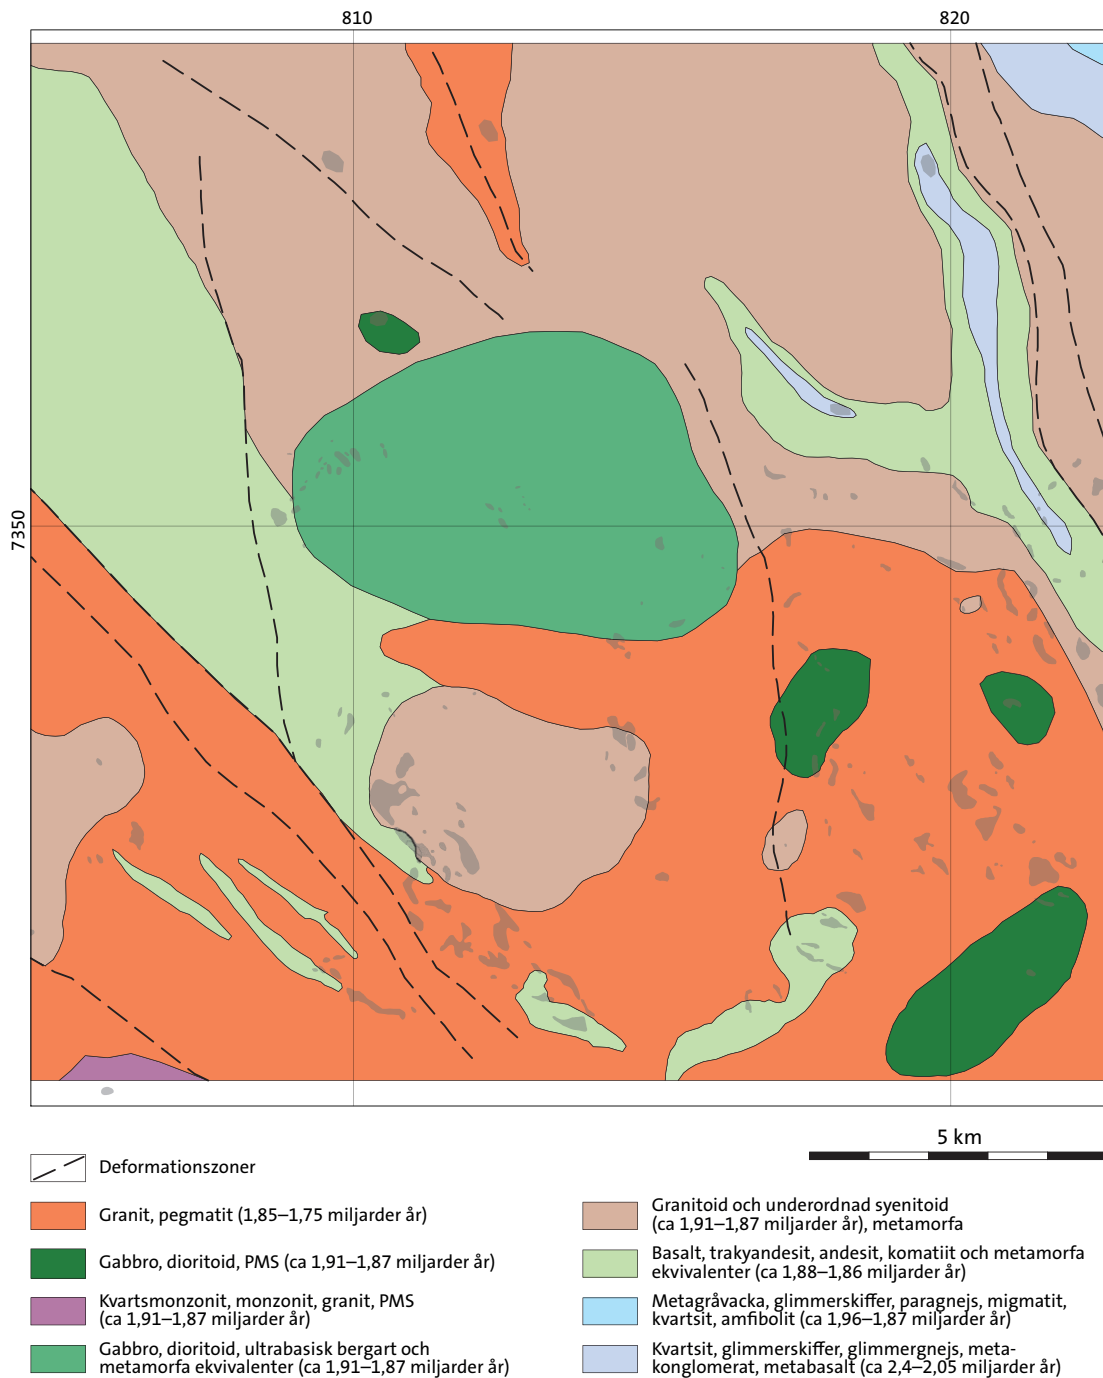 810
820
7350
5 km
Deformationszoner
Granit, pegmatit (1,85–1,75 miljarder år)
Gabbro, dioritoid, PMS (ca 1,91–1,87 miljarder år)
Kvartsmonzonit, monzonit, granit, PMS
(ca 1,91–1,87 miljarder år)
Gabbro, dioritoid, ultrabasisk bergart och
metamorfa ekvivalenter (ca 1,91–1,87 miljarder år)
Granitoid och underordnad syenitoid
(ca 1,91–1,87 miljarder år), metamorfa
Basalt, trakyandesit, andesit, komatiit och metamorfa
ekvivalenter (ca 1,88–1,86 miljarder år)
Metagråvacka, glimmerskiffer, paragnejs, migmatit,
kvartsit, amfibolit (ca 1,96–1,87 miljarder år)
Kvartsit, glimmerskiffer, glimmergnejs, meta-
konglomerat, metabasalt (ca 2,4–2,05 miljarder år)